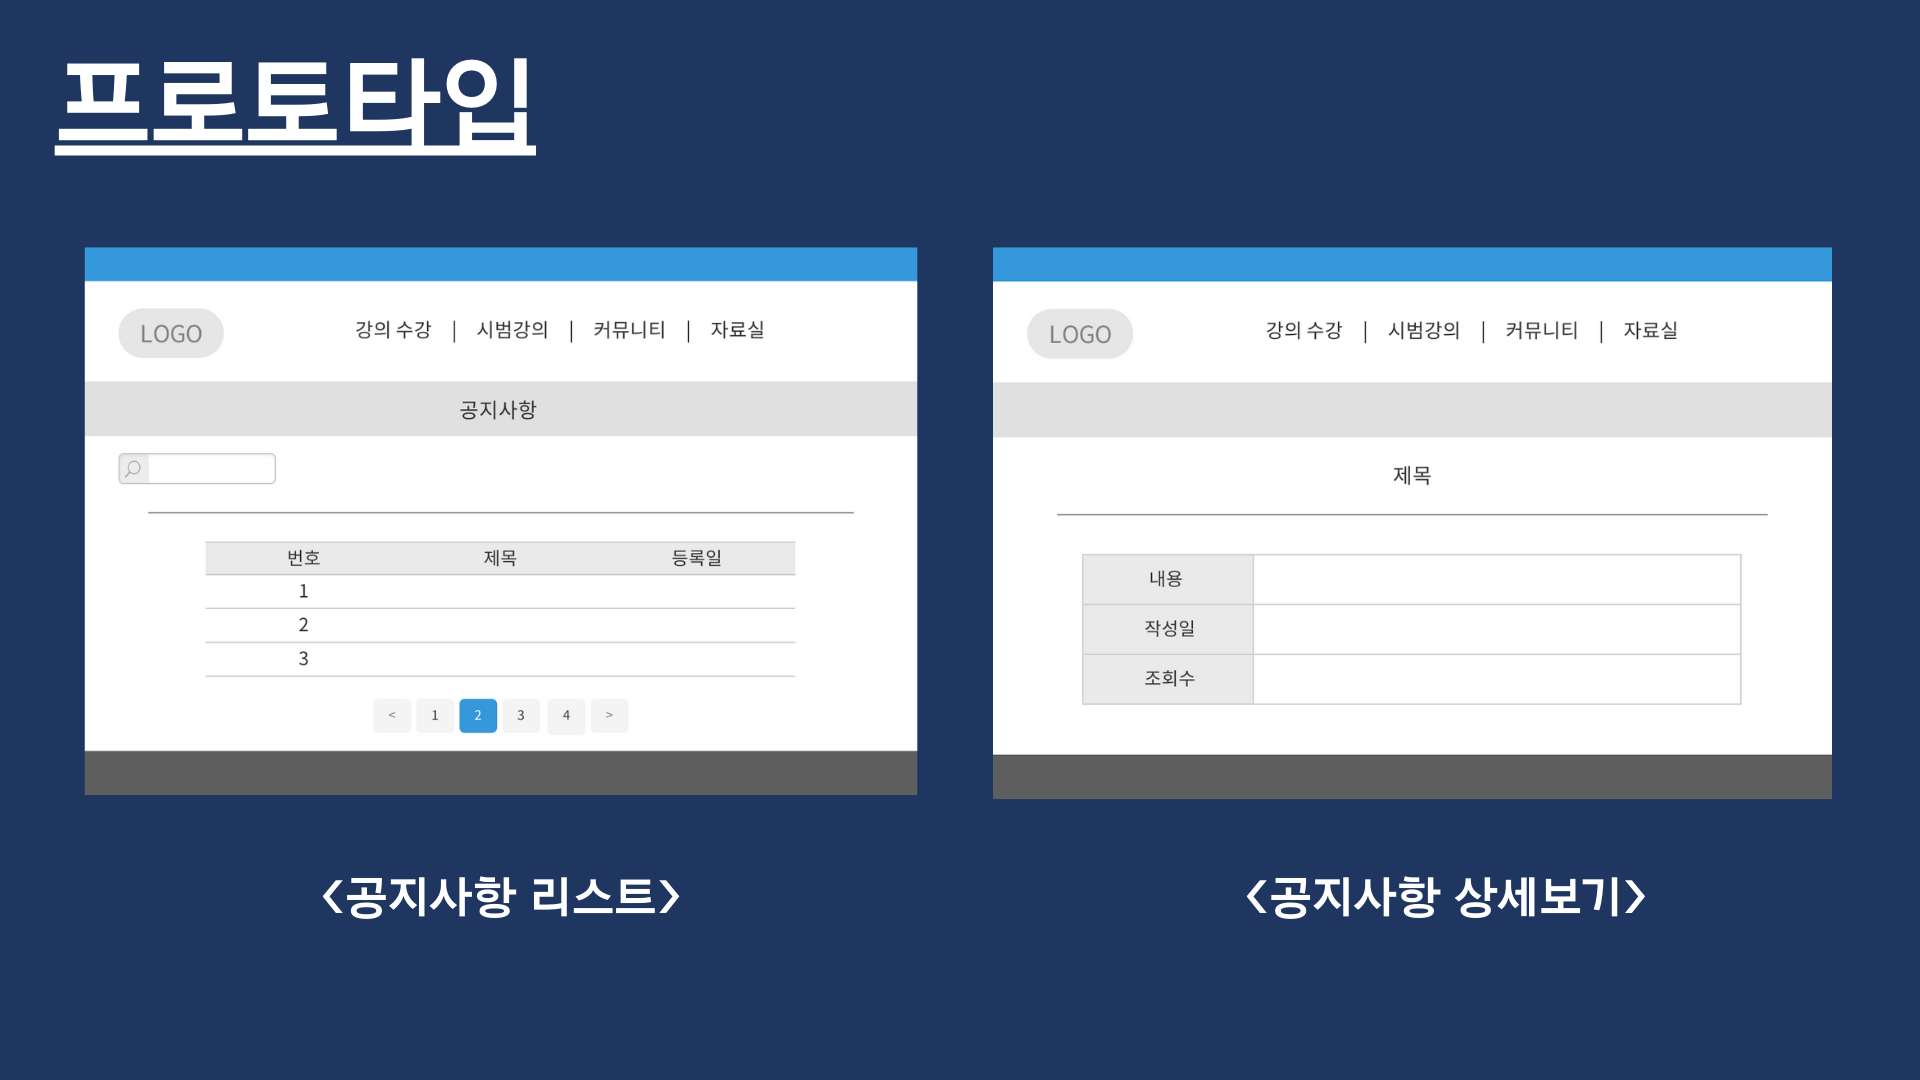 프로토타입
LOGO
강의 수강 | 시범강의 | 커뮤니티 | 자료실
공지사항
번호 제목 등록일
1
2
3
< 1 2 3 4 >
<공지사항 리스트>
LOGO
강의 수강 | 시범강의 | 커뮤니티 | 자료실
제목
내용
작성일
조회수
<공지사항 상세보기>